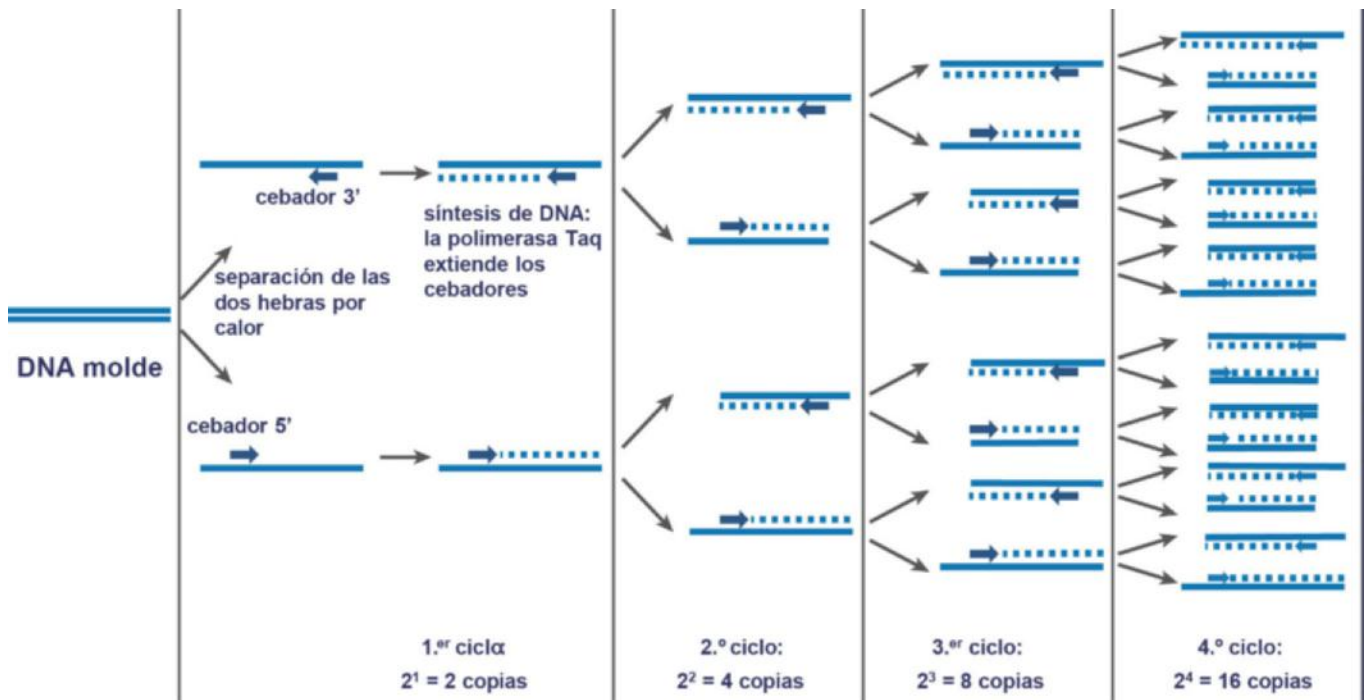 DNA molde
separación de las
dos hebras por
calor
cebador 3'
cebador 5'
síntesis de DNA:
la polimerasa Taq
extiende los
cebadores
1.er ciclα
2¹ = 2 copias
2.º ciclo:
2² = 4 copias
3.er ciclo:
2³ = 8 copias
4.º ciclo:
2⁴ = 16 copias